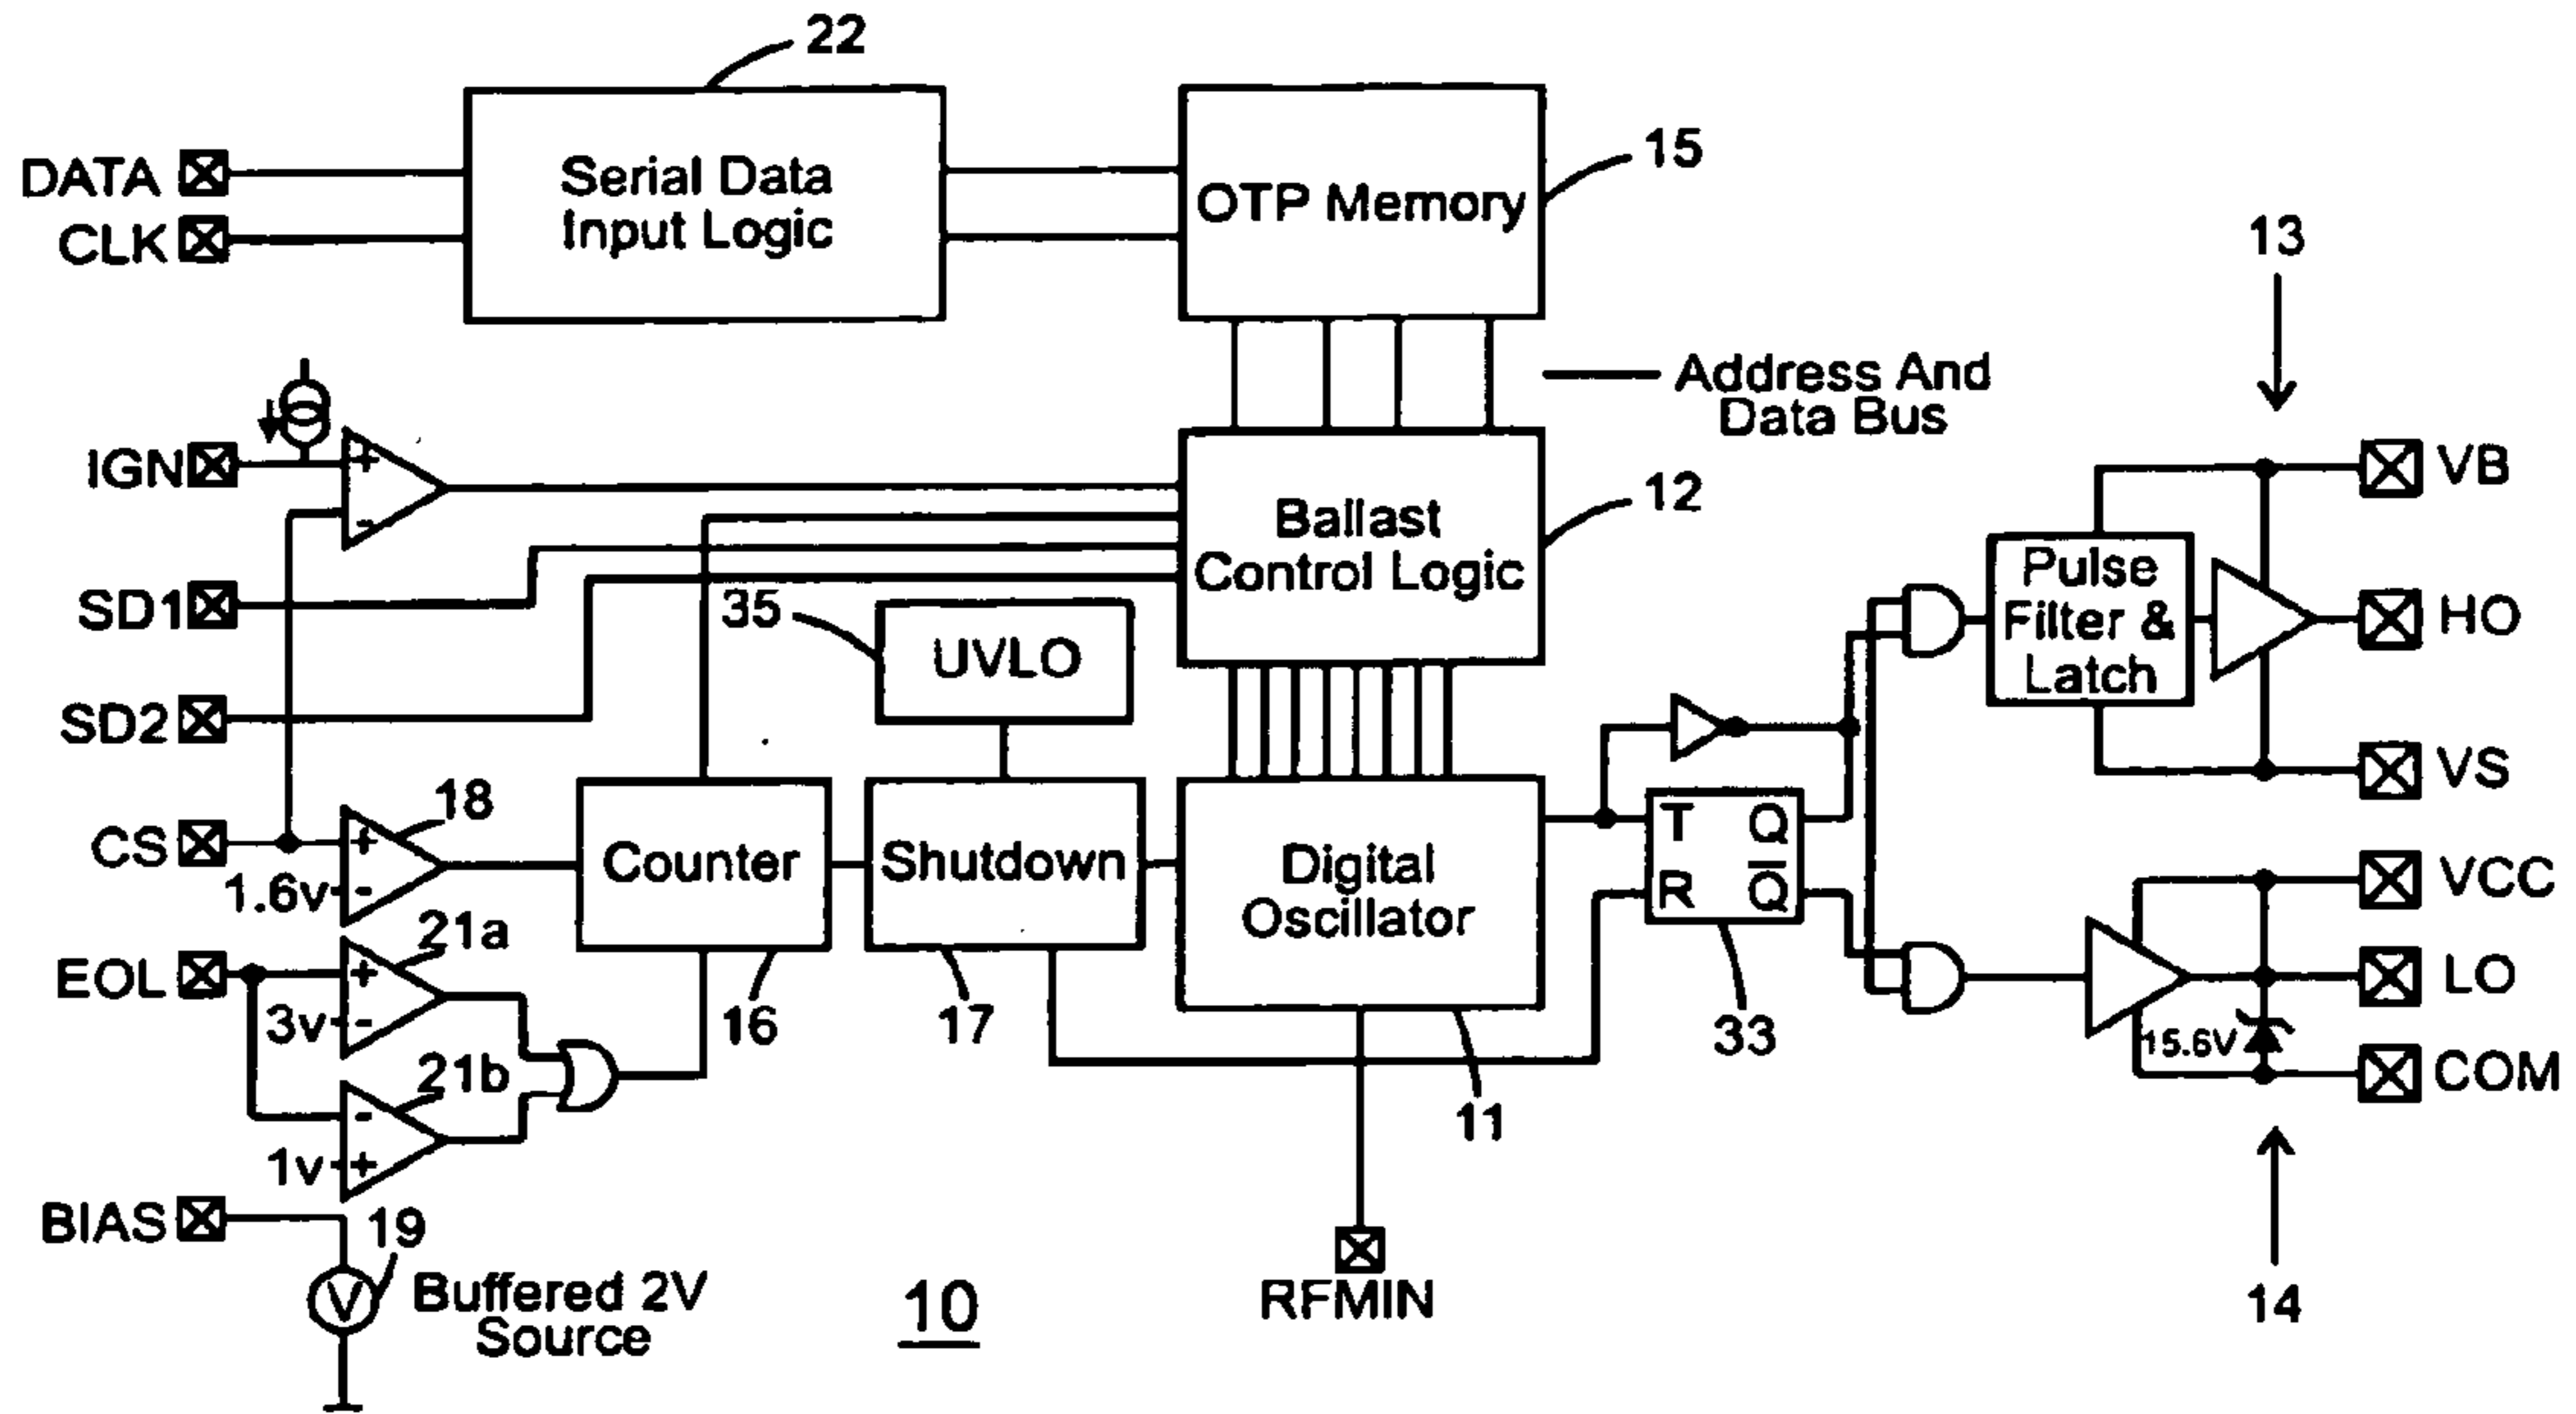 22
DATA
CLK
Serial Data
Input Logic
OTP Memory
15
13
Address And
Data Bus
IGN
+
-
SD1
SD2
12
Ballast
Control Logic
35
UVLO
VB
Pulse
Filter &
Latch
HO
VS
CS
1.6v
+
-
18
Counter
16
Shutdown
17
Digital
Oscillator
11
T Q
R Q̅
33
VCC
LO
15.6V
COM
14
EOL
3v
+
-
21a
21b
1v
-
+
BIAS
19
V
Buffered 2V
Source
10
RFMIN